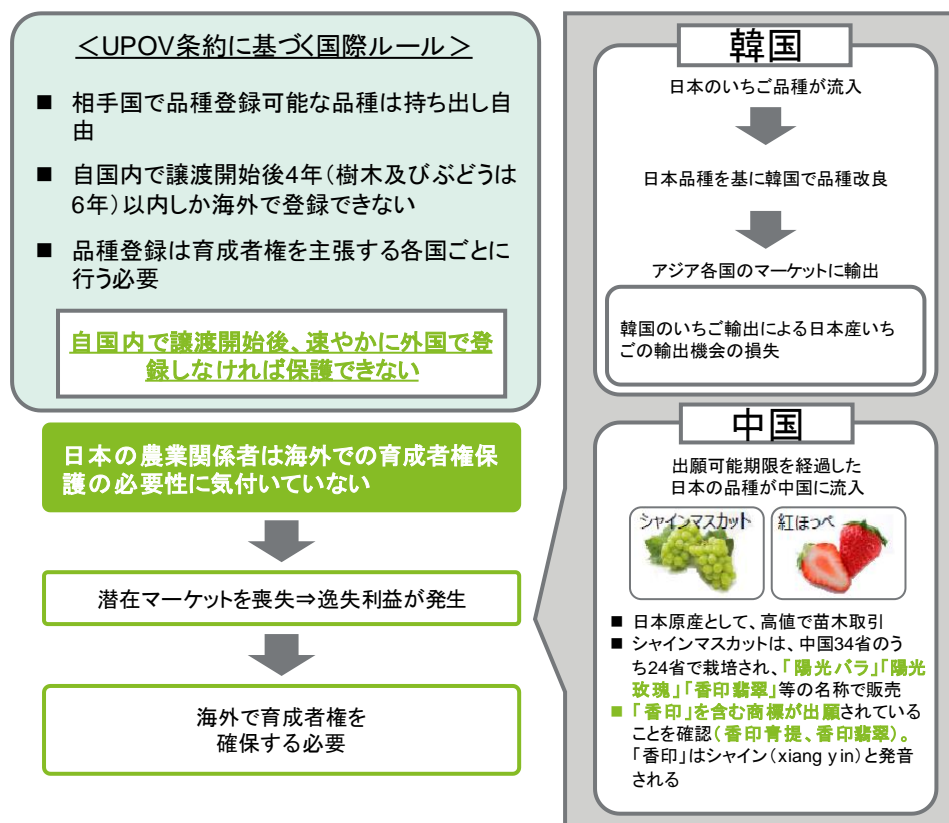 ＜UPOV条約に基づく国際ルール＞
■ 相手国で品種登録可能な品種は持ち出し自
由
■ 自国内で譲渡開始後4年（樹木及びぶどうは
6年）以内しか海外で登録できない
■ 品種登録は育成者権を主張する各国ごとに
行う必要
自国内で譲渡開始後、速やかに外国で登
録しなければ保護できない
日本の農業関係者は海外での育成者権保
護の必要性に気付いていない
潜在マーケットを喪失⇒逸失利益が発生
海外で育成者権を
確保する必要
韓国
日本のいちご品種が流入
日本品種を基に韓国で品種改良
アジア各国のマーケットに輸出
韓国のいちご輸出による日本産いち
ごの輸出機会の損失
中国
出願可能期限を経過した
日本の品種が中国に流入
シャインマスカット
紅ほっぺ
■ 日本原産として、高値で苗木取引
■ シャインマスカットは、中国34省のう
ち24省で栽培され、「陽光バラ」「陽光
玫瑰」「香印翡翠」等の名称で販売
■ 「香印」を含む商標が出願されている
ことを確認（香印青提、香印翡翠）。
「香印」はシャイン（xiang yin）と発音
される